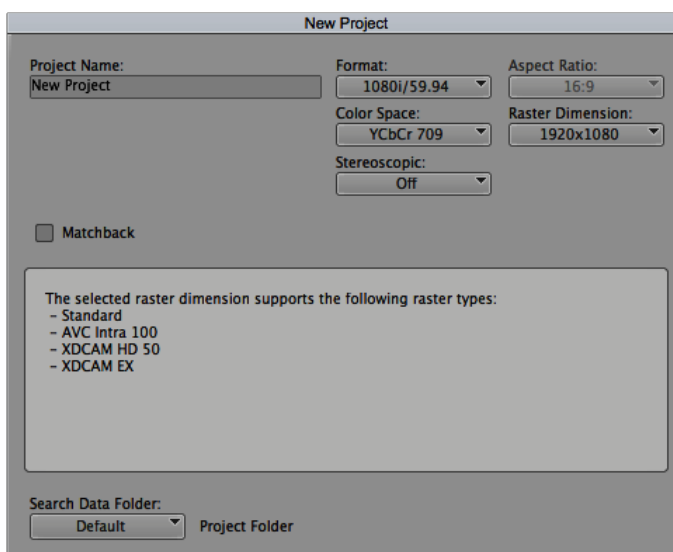 New Project
Project Name:
New Project
Format:
1080i/59.94
Aspect Ratio:
16:9
Color Space:
YCbCr 709
Raster Dimension:
1920x1080
Stereoscopic:
Off
Matchback
The selected raster dimension supports the following raster types:
– Standard
– AVC Intra 100
– XDCAM HD 50
– XDCAM EX
Search Data Folder:
Default
Project Folder